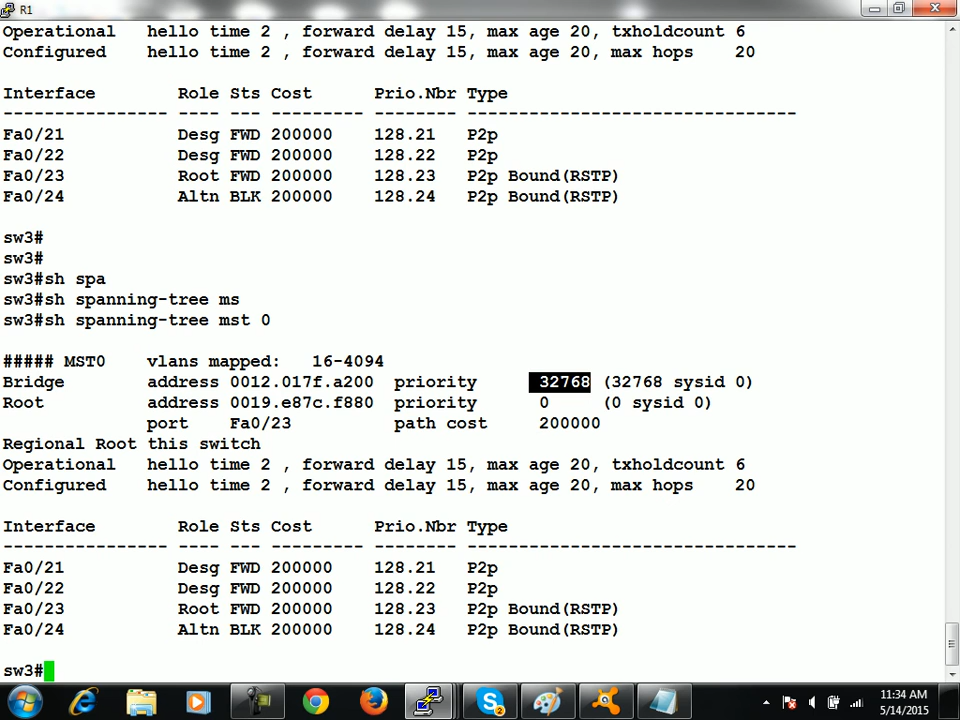 R1
Operational   hello time 2 , forward delay 15, max age 20, txholdcount 6
Configured    hello time 2 , forward delay 15, max age 20, max hops    20
Interface        Role Sts Cost      Prio.Nbr Type
---------------- ---- --- --------- -------- --------------------------------
Fa0/21           Desg FWD 200000    128.21   P2p
Fa0/22           Desg FWD 200000    128.22   P2p
Fa0/23           Root FWD 200000    128.23   P2p Bound(RSTP)
Fa0/24           Altn BLK 200000    128.24   P2p Bound(RSTP)
sw3#
sw3#
sw3#sh spa
sw3#sh spanning-tree ms
sw3#sh spanning-tree mst 0
##### MST0    vlans mapped:   16-4094
Bridge        address 0012.017f.a200  priority      32768 (32768 sysid 0)
Root          address 0019.e87c.f880  priority      0     (0 sysid 0)
              port    Fa0/23          path cost     200000
Regional Root this switch
Operational   hello time 2 , forward delay 15, max age 20, txholdcount 6
Configured    hello time 2 , forward delay 15, max age 20, max hops    20
Interface        Role Sts Cost      Prio.Nbr Type
---------------- ---- --- --------- -------- --------------------------------
Fa0/21           Desg FWD 200000    128.21   P2p
Fa0/22           Desg FWD 200000    128.22   P2p
Fa0/23           Root FWD 200000    128.23   P2p Bound(RSTP)
Fa0/24           Altn BLK 200000    128.24   P2p Bound(RSTP)
sw3#
11:34 AM
5/14/2015